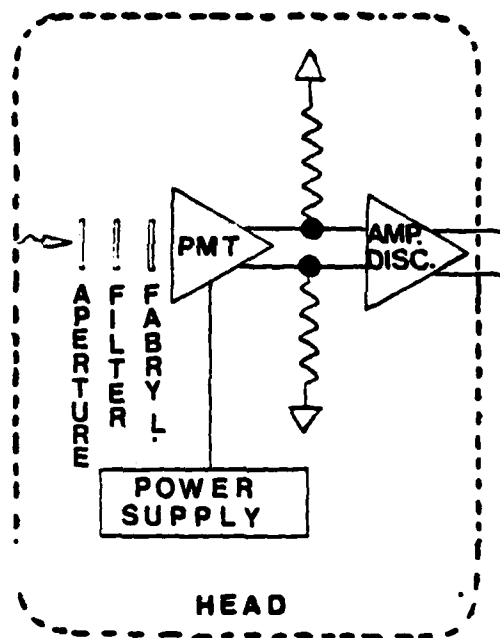 PMT
AMP.
DISC.
APERTURE
FILTER
FABRY L.
POWER
SUPPLY
HEAD